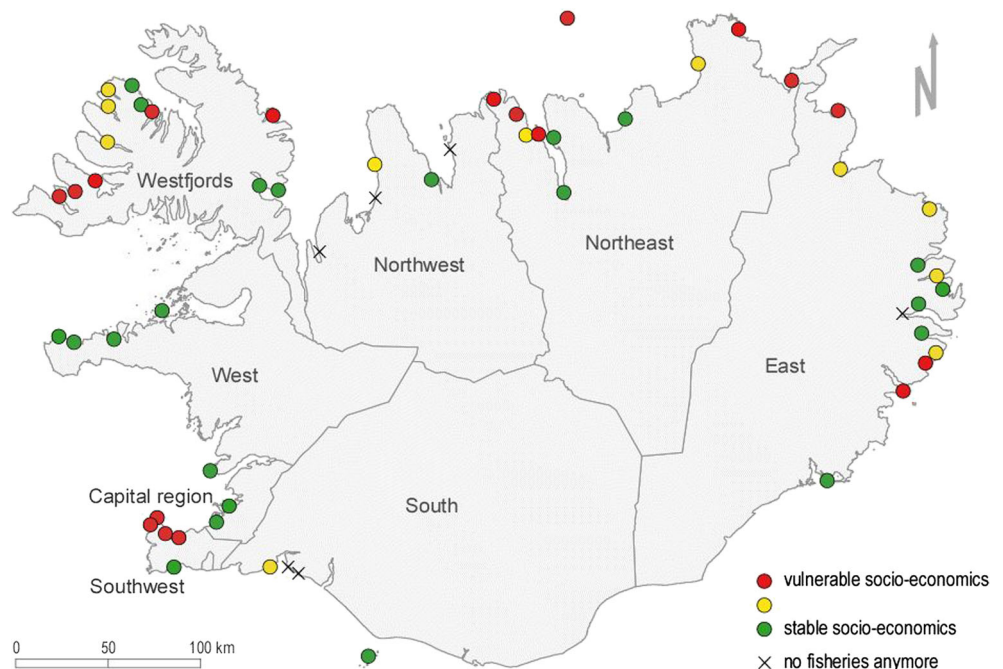 N
Westfjords
Northeast
Northwest
East
West
Capital region
South
Southwest
vulnerable socio-economics
stable socio-economics
no fisheries anymore
0 50 100 km